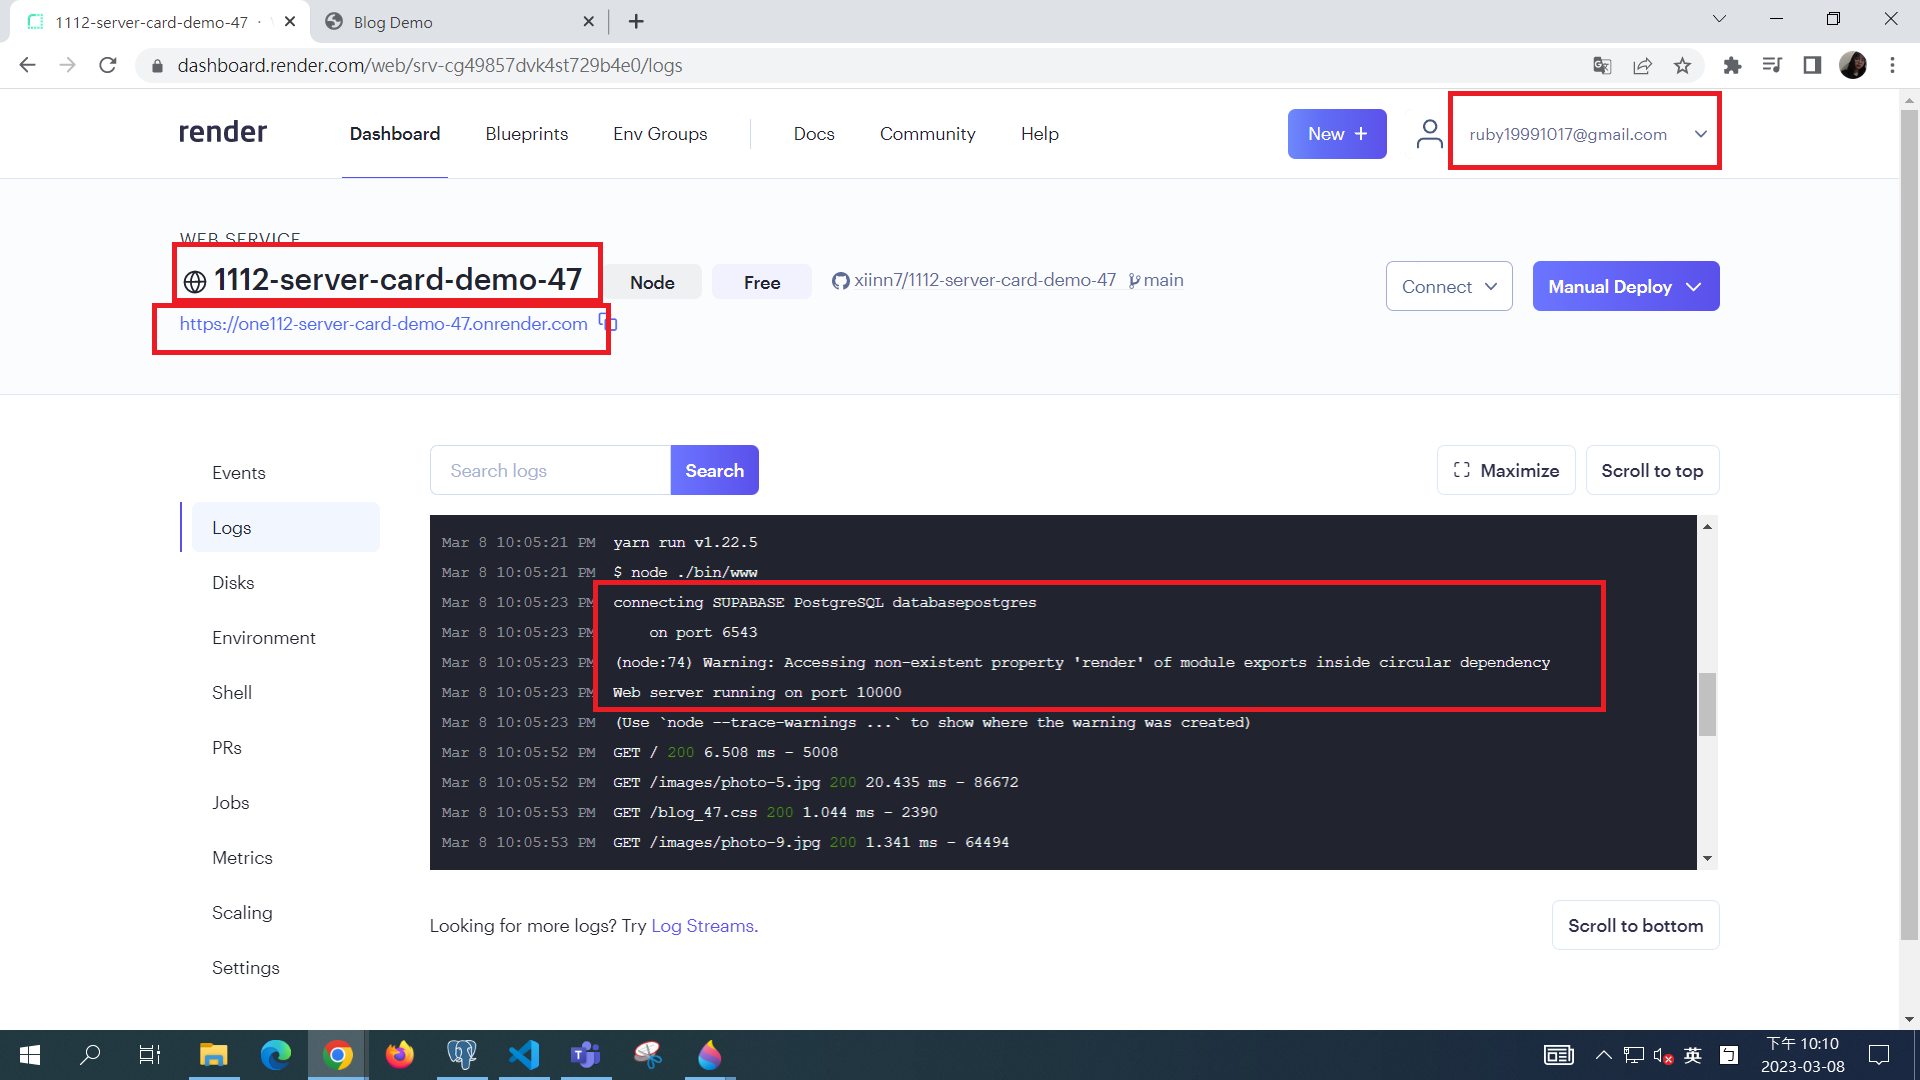 1112-server-card-demo-47 ·
Blog Demo
dashboard.render.com/web/srv-cg49857dvk4st729b4e0/logs
render
Dashboard
Blueprints
Env Groups
Docs
Community
Help
New +
ruby19991017@gmail.com
WEB SERVICE
1112-server-card-demo-47
Node
Free
xiinn7/1112-server-card-demo-47
main
Connect
Manual Deploy
https://one112-server-card-demo-47.onrender.com
Events
Logs
Disks
Environment
Shell
PRs
Jobs
Metrics
Scaling
Settings
Search logs
Search
Maximize
Scroll to top
Mar 8 10:05:21 PM yarn run v1.22.5
Mar 8 10:05:21 PM $ node ./bin/www
Mar 8 10:05:23 PM connecting SUPABASE PostgreSQL databasepostgres
Mar 8 10:05:23 PM on port 6543
Mar 8 10:05:23 PM (node:74) Warning: Accessing non-existent property 'render' of module exports inside circular dependency
Mar 8 10:05:23 PM Web server running on port 10000
Mar 8 10:05:23 PM (Use `node --trace-warnings ...` to show where the warning was created)
Mar 8 10:05:52 PM GET / 200 6.508 ms - 5008
Mar 8 10:05:52 PM GET /images/photo-5.jpg 200 20.435 ms - 86672
Mar 8 10:05:53 PM GET /blog_47.css 200 1.044 ms - 2390
Mar 8 10:05:53 PM GET /images/photo-9.jpg 200 1.341 ms - 64494
Looking for more logs? Try Log Streams.
Scroll to bottom
英
ㄅ
下午 10:10
2023-03-08